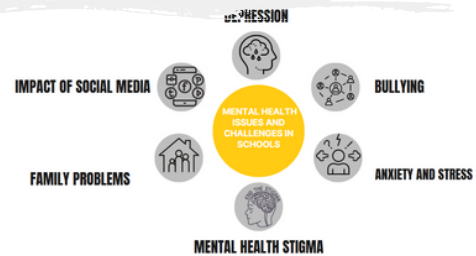 DEPRESSION
IMPACT OF SOCIAL MEDIA
BULLYING
MENTAL HEALTH
ISSUES AND
CHALLENGES IN
SCHOOLS
FAMILY PROBLEMS
ANXIETY AND STRESS
MENTAL HEALTH STIGMA